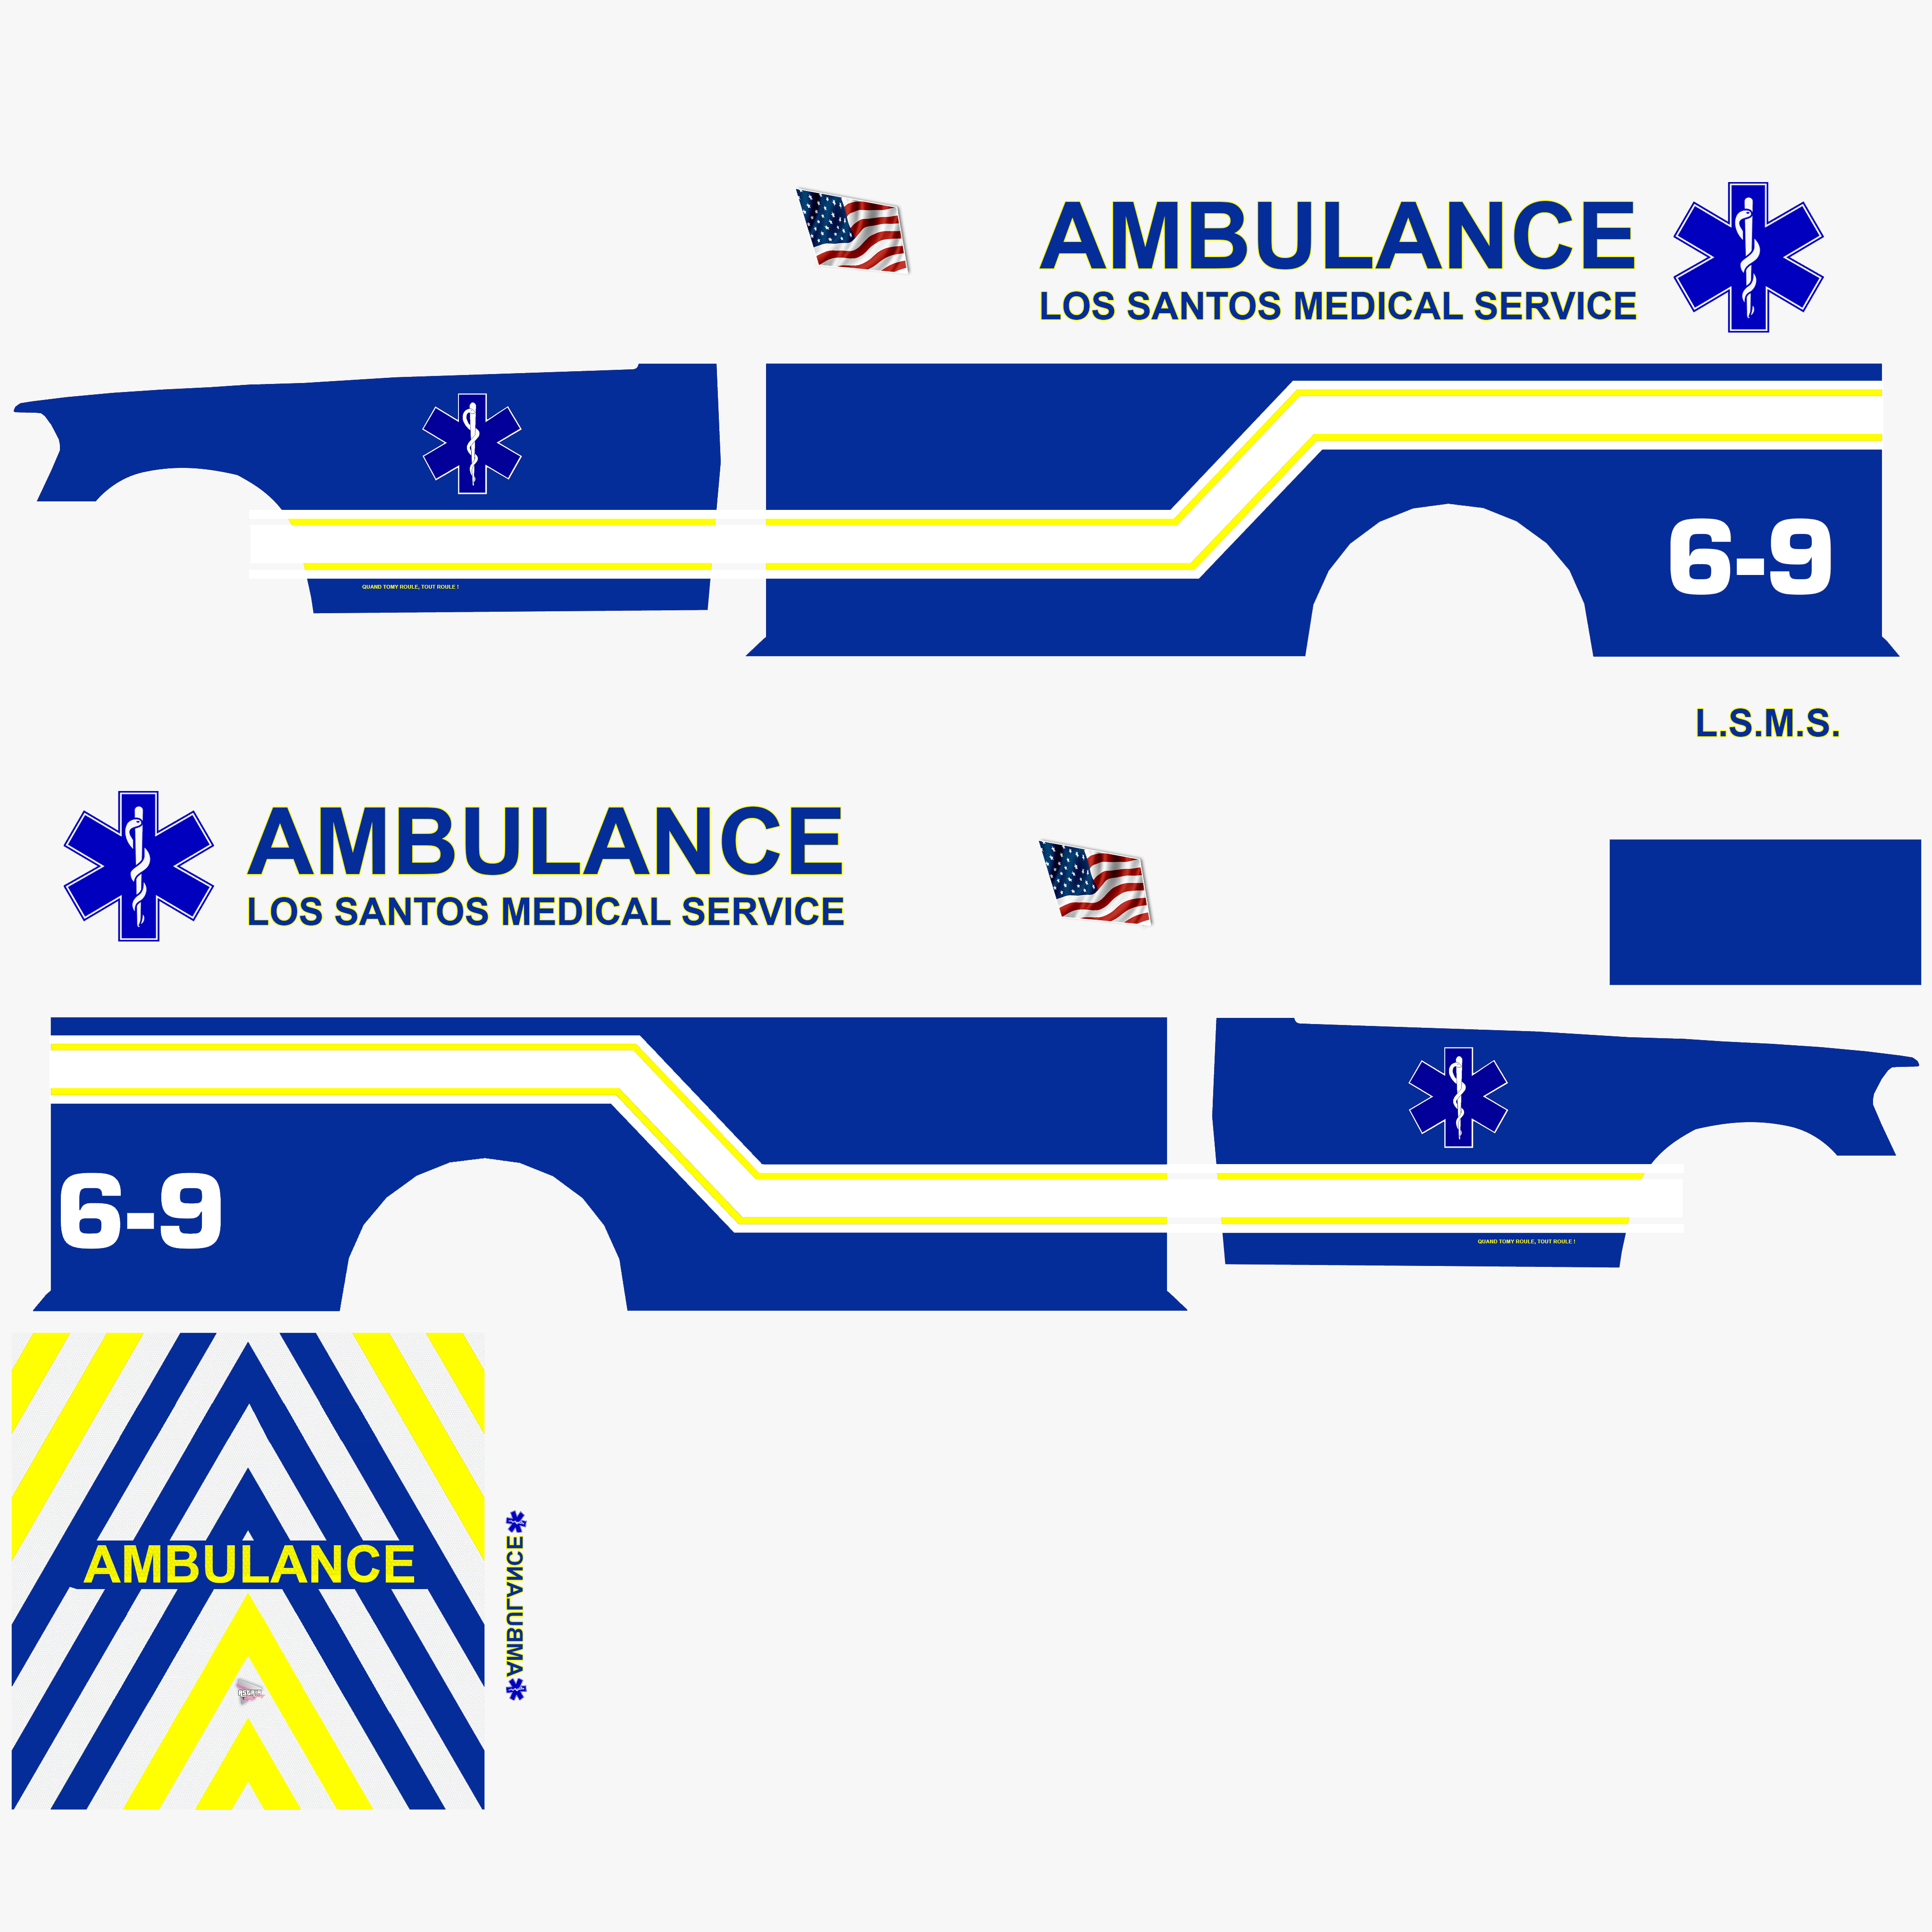 AMBULANCE
LOS SANTOS MEDICAL SERVICE
6-9
QUAND TOMY ROULE, TOUT ROULE !
L.S.M.S.
AMBULANCE
LOS SANTOS MEDICAL SERVICE
6-9
QUAND TOMY ROULE, TOUT ROULE !
AMBULANCE
AMBULANCE